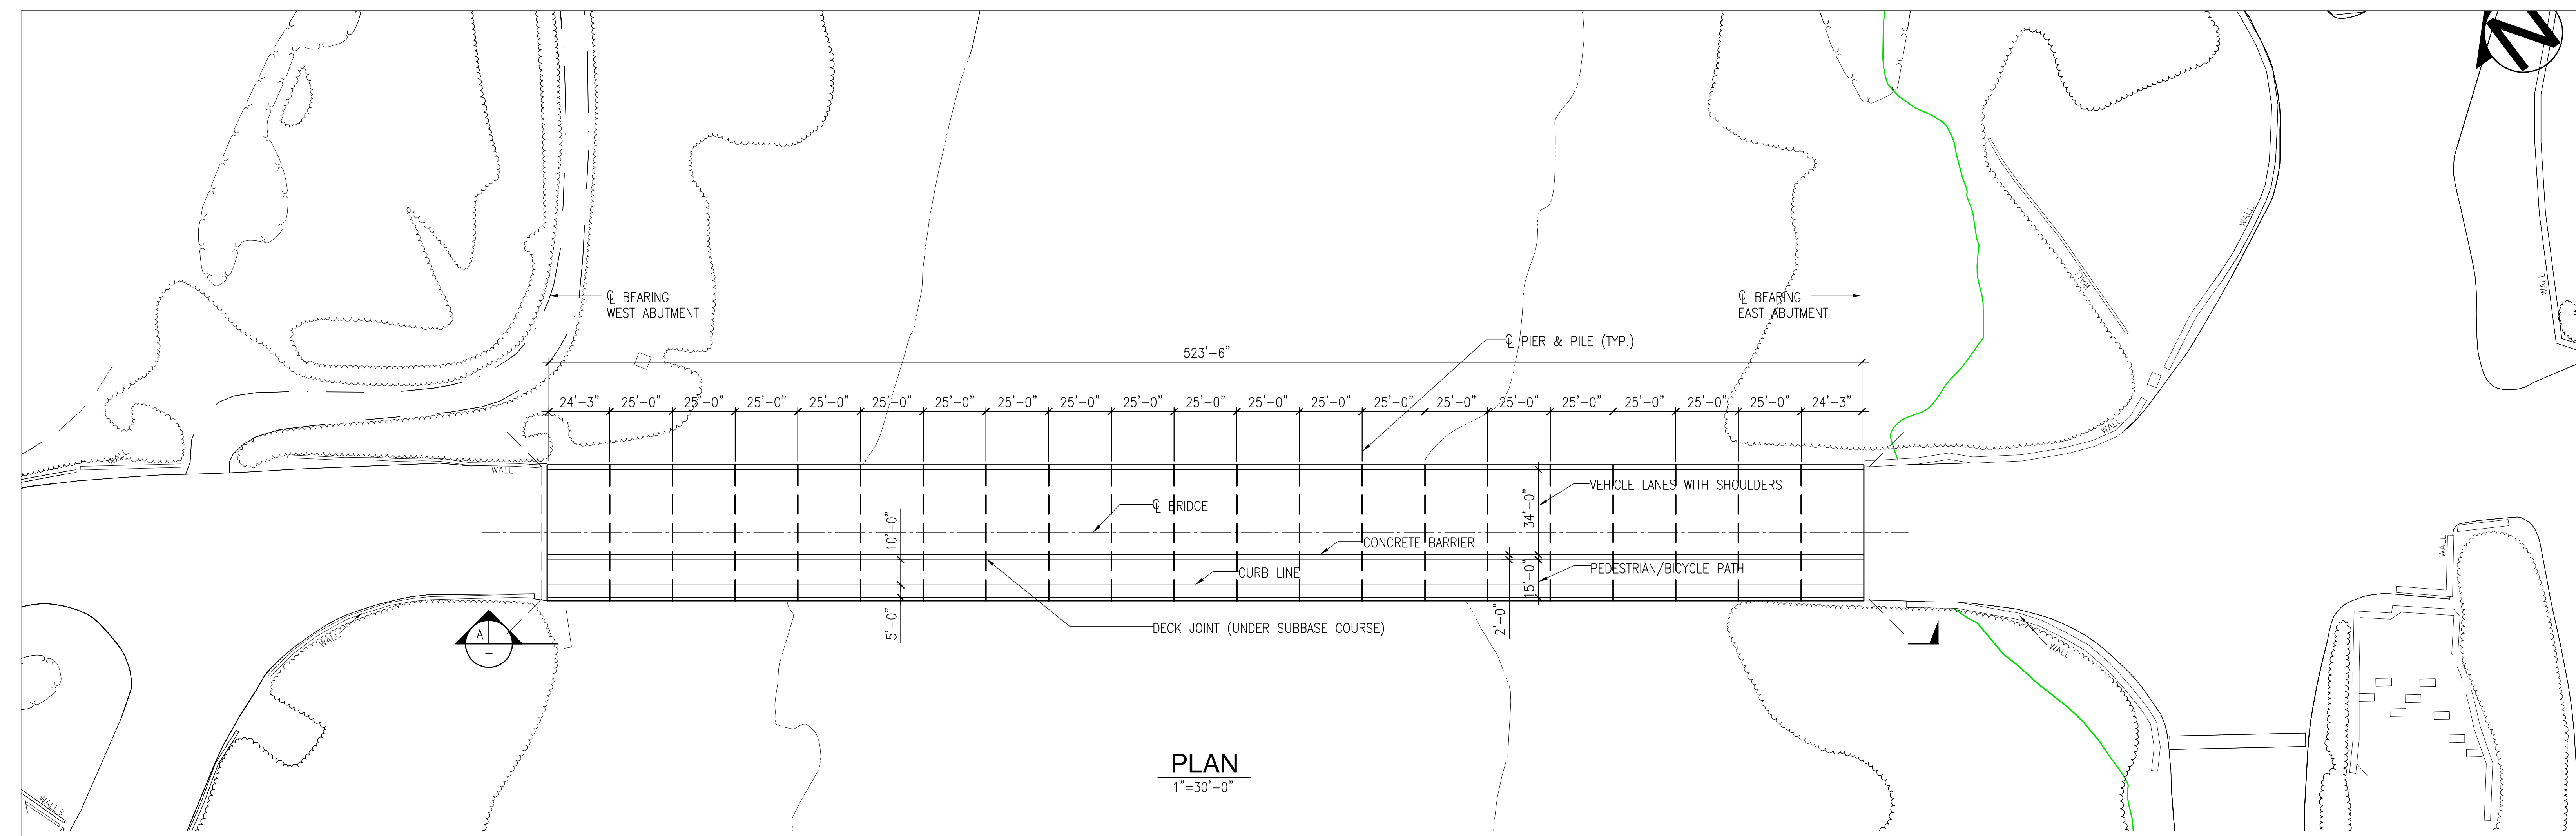 N
WALL
WALL
WALL
WALL
℄ BEARING
WEST ABUTMENT
℄ BEARING
EAST ABUTMENT
523'-6"
℄ PIER & PILE (TYP.)
24'-3" 25'-0" 25'-0" 25'-0" 25'-0" 25'-0" 25'-0" 25'-0" 25'-0" 25'-0" 25'-0" 25'-0" 25'-0" 25'-0" 25'-0" 25'-0" 25'-0" 25'-0" 25'-0" 25'-0" 24'-3"
WALL
WALL
WALL
VEHICLE LANES WITH SHOULDERS
℄ BRIDGE
34'-0"
10'-0"
CONCRETE BARRIER
CURB LINE
PEDESTRIAN/BICYCLE PATH
15'-0"
5'-0"
2'-0"
DECK JOINT (UNDER SUBBASE COURSE)
A
–
WALL
WALL
PLAN
1"=30'-0"
WALLS